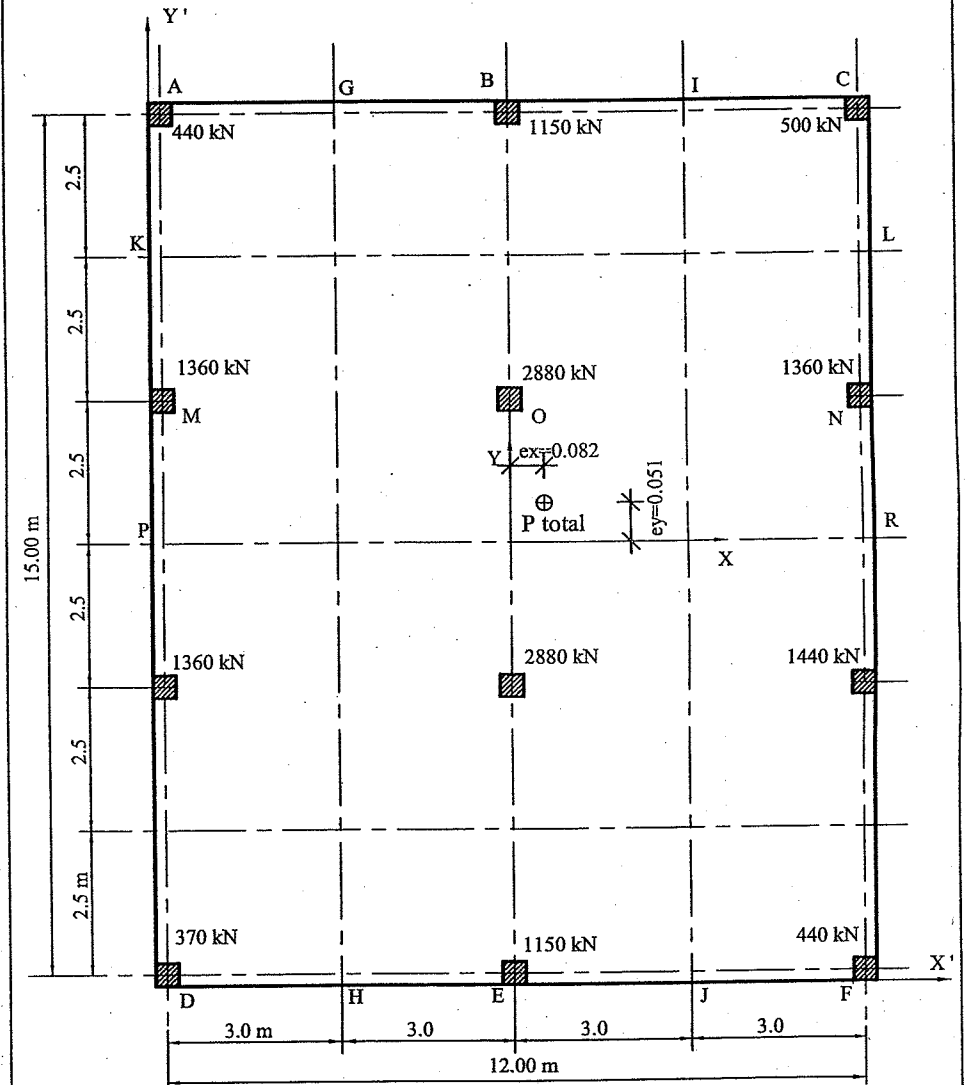 Y'
A G B I C
440 kN 1150 kN 500 kN
2.5
K L
2.5
1360 kN 2880 kN 1360 kN
M O N
2.5
Y ex=0.082
P total
ey=0.051
P R
X
15.00 m
2.5
1360 kN 2880 kN 1440 kN
2.5
2.5 m
370 kN 1150 kN 440 kN
X'
D H E J F
3.0 m 3.0 3.0 3.0
12.00 m